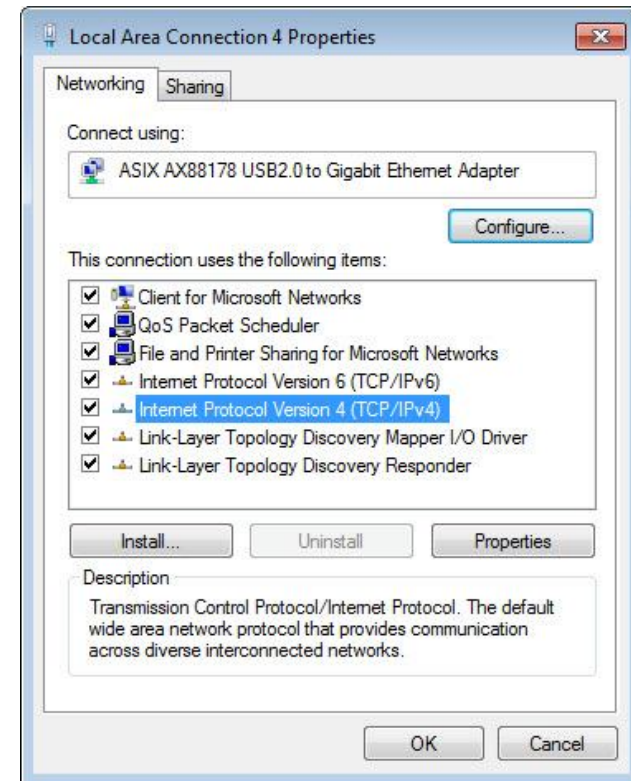 Local Area Connection 4 Properties
Networking
Sharing
Connect using:
ASIX AX88178 USB2.0 to Gigabit Ethernet Adapter
Configure...
This connection uses the following items:
Client for Microsoft Networks
QoS Packet Scheduler
File and Printer Sharing for Microsoft Networks
Internet Protocol Version 6 (TCP/IPv6)
Internet Protocol Version 4 (TCP/IPv4)
Link-Layer Topology Discovery Mapper I/O Driver
Link-Layer Topology Discovery Responder
Install...
Uninstall
Properties
Description
Transmission Control Protocol/Internet Protocol. The default
wide area network protocol that provides communication
across diverse interconnected networks.
OK
Cancel